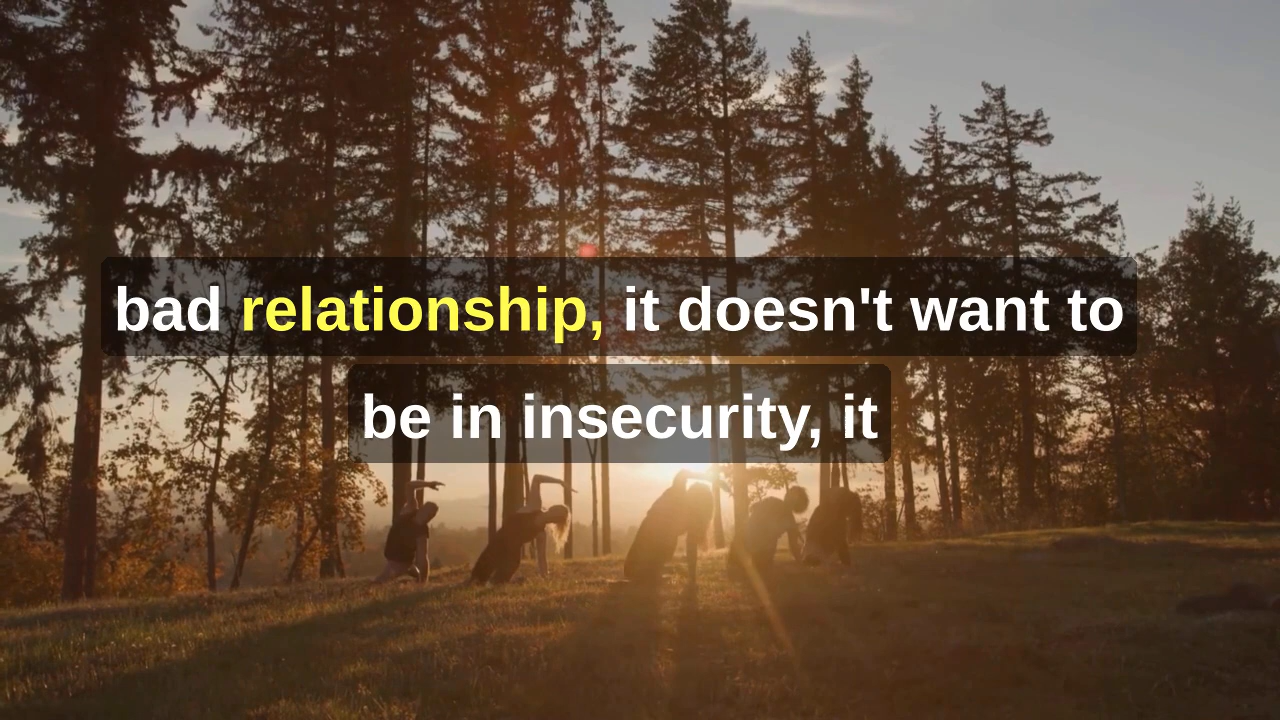 bad relationship, it doesn't want to
be in insecurity, it